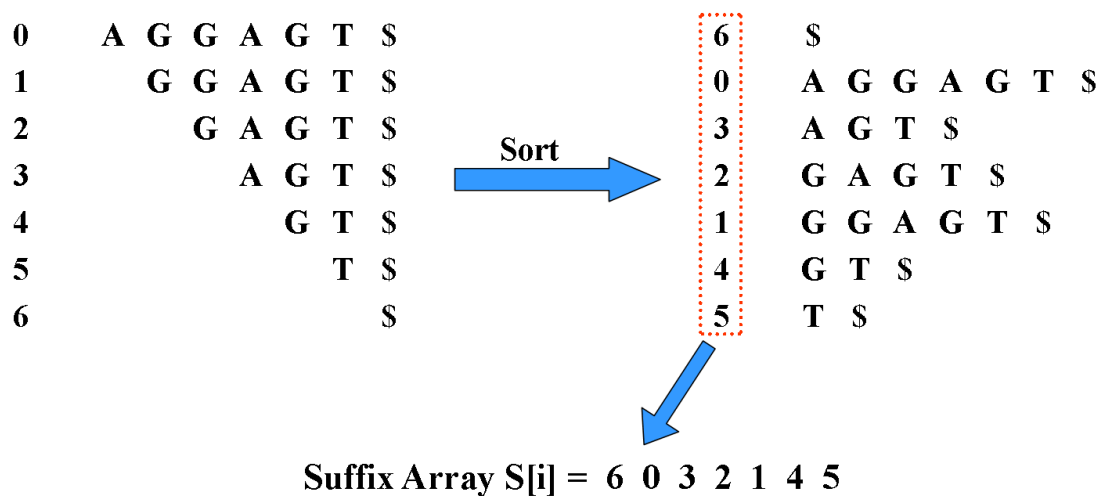 0 A G G A G T $ 6 $
1 G G A G T $ 0 A G G A G T $
2 G A G T $ 3 A G T $
Sort
3 A G T $ 2 G A G T $
4 G T $ 1 G G A G T $
5 T $ 4 G T $
6 $ 5 T $
Suffix Array S[i] = 6 0 3 2 1 4 5